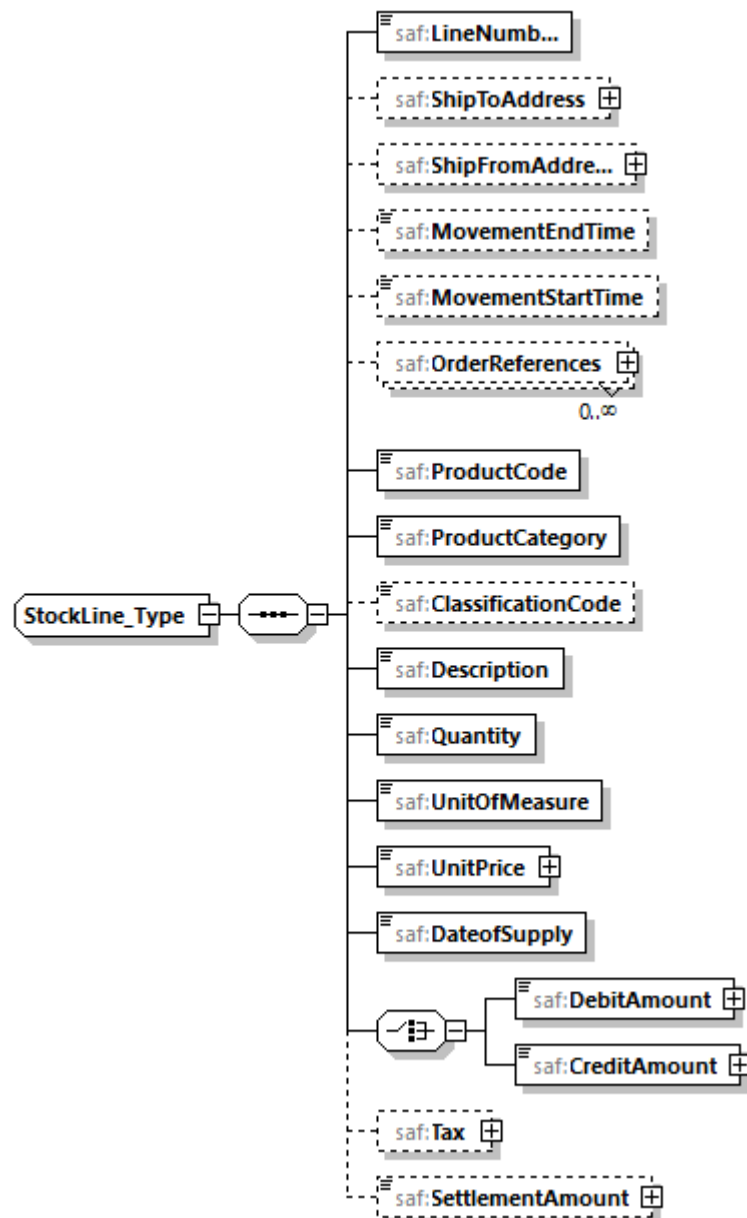 saf:LineNumb...
saf:ShipToAddress
saf:ShipFromAddre...
saf:MovementEndTime
saf:MovementStartTime
saf:OrderReferences
0..∞
saf:ProductCode
saf:ProductCategory
StockLine_Type
saf:ClassificationCode
saf:Description
saf:Quantity
saf:UnitOfMeasure
saf:UnitPrice
saf:DateofSupply
saf:DebitAmount
saf:CreditAmount
saf:Tax
saf:SettlementAmount